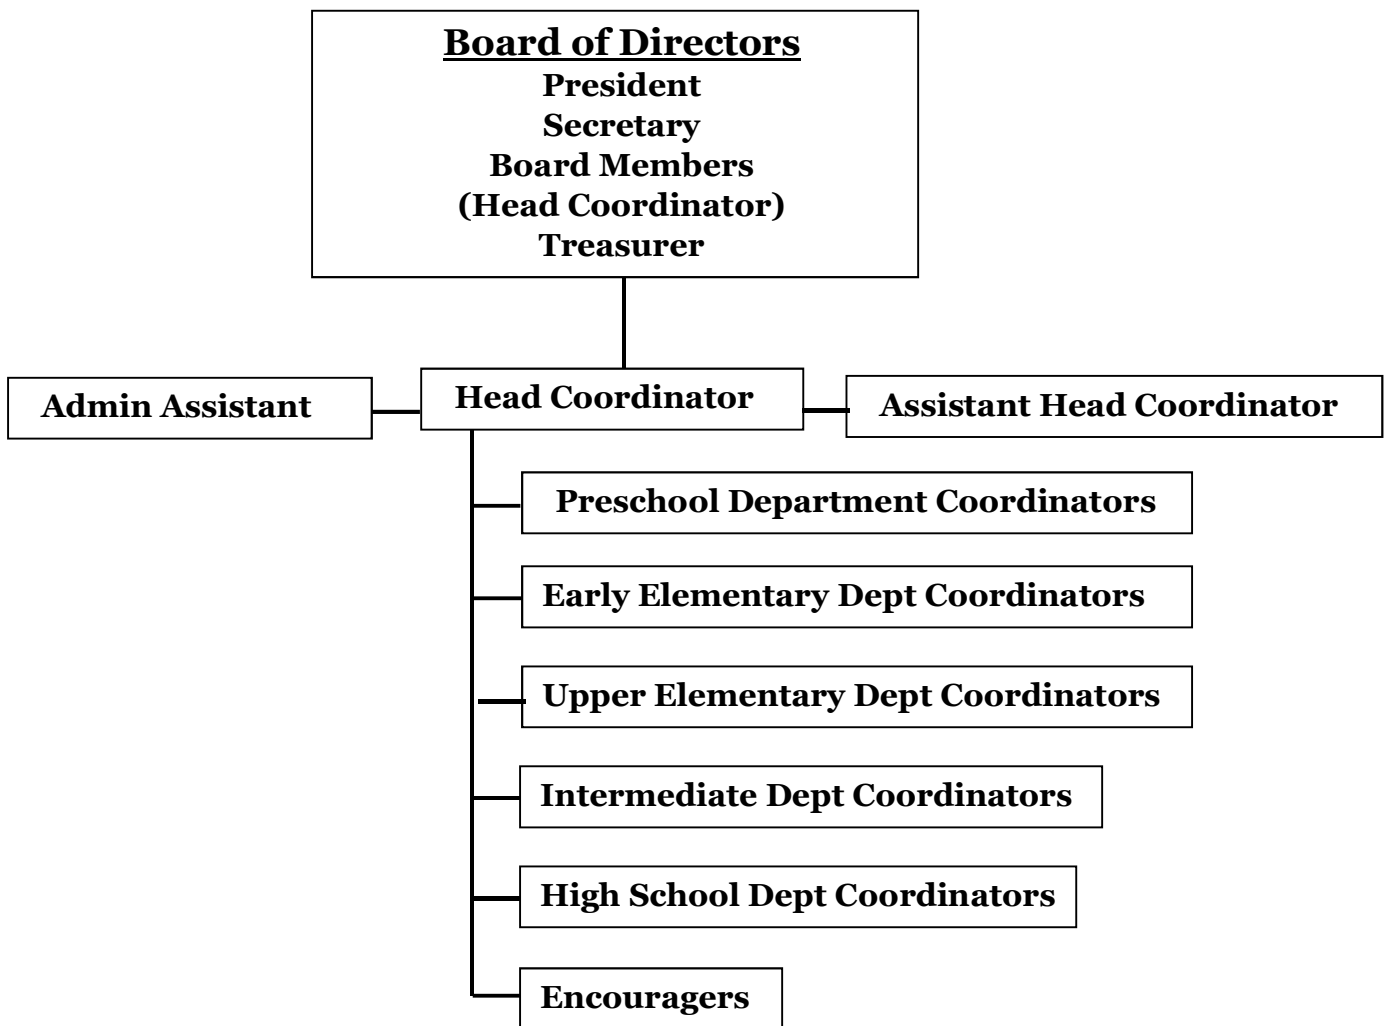 Board of Directors
President
Secretary
Board Members
(Head Coordinator)
Treasurer
Admin Assistant
Head Coordinator
Assistant Head Coordinator
Preschool Department Coordinators
Early Elementary Dept Coordinators
Upper Elementary Dept Coordinators
Intermediate Dept Coordinators
High School Dept Coordinators
Encouragers